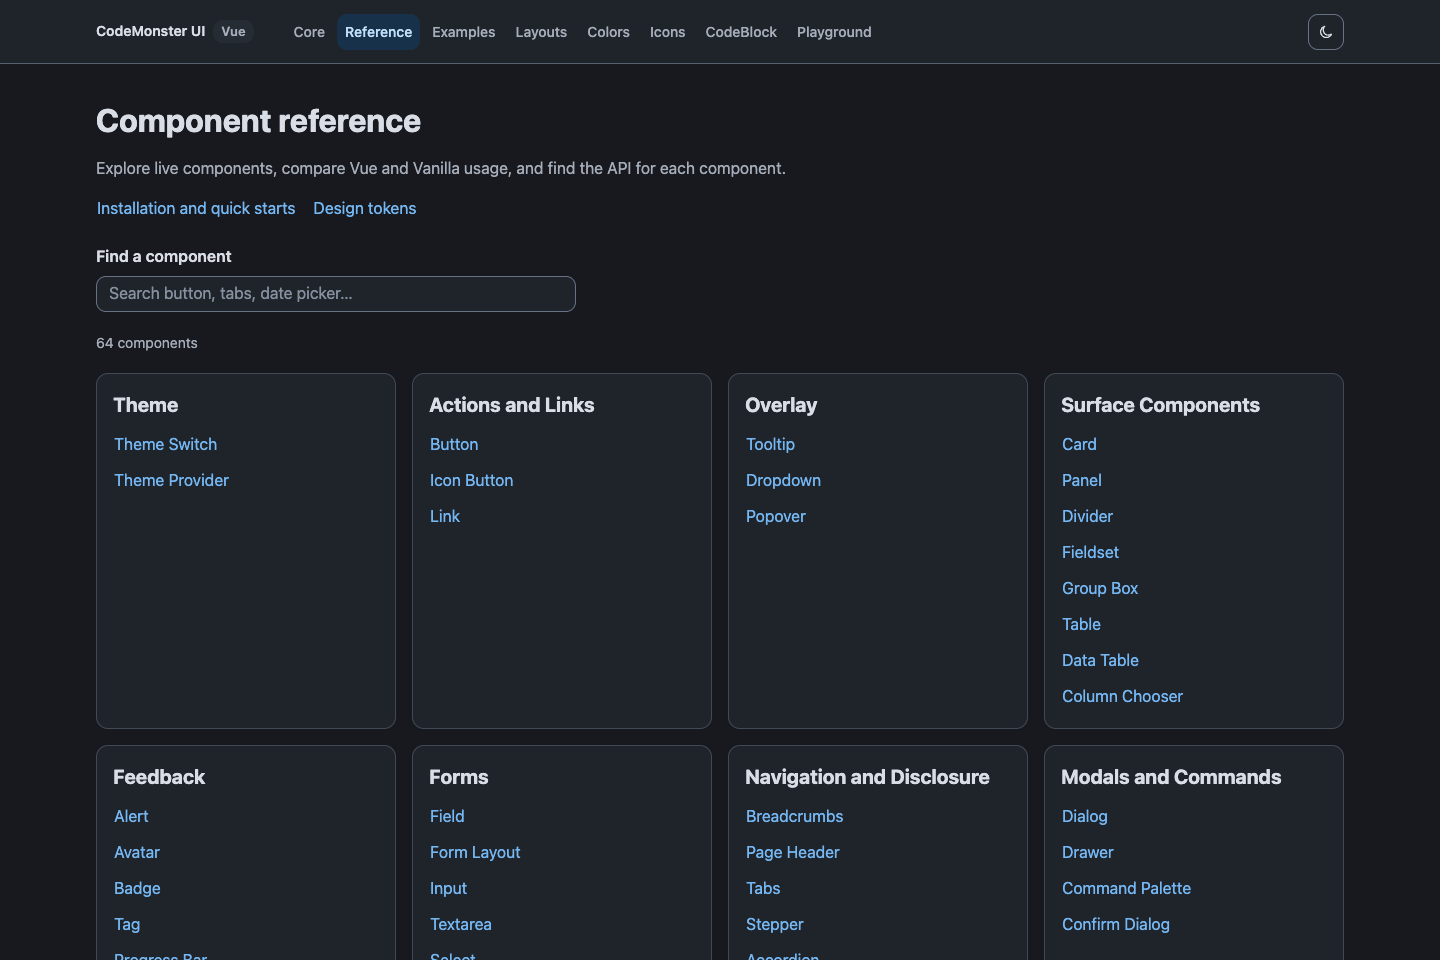 CodeMonster UI Vue Core Reference Examples Layouts Colors Icons CodeBlock Playground
Component reference
Explore live components, compare Vue and Vanilla usage, and find the API for each component.
Installation and quick starts Design tokens
Find a component
Search button, tabs, date picker...
64 components
Theme
Theme Switch
Theme Provider
Actions and Links
Button
Icon Button
Link
Overlay
Tooltip
Dropdown
Popover
Surface Components
Card
Panel
Divider
Fieldset
Group Box
Table
Data Table
Column Chooser
Feedback
Alert
Avatar
Badge
Tag
Progress Bar
Forms
Field
Form Layout
Input
Textarea
Select
Navigation and Disclosure
Breadcrumbs
Page Header
Tabs
Stepper
Accordion
Modals and Commands
Dialog
Drawer
Command Palette
Confirm Dialog